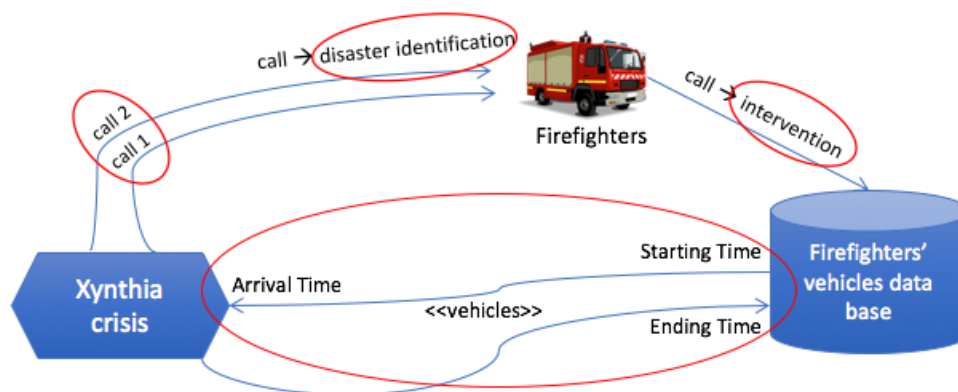 call → disaster identification
call 2
call 1
Firefighters
call → intervention
Xynthia
crisis
Arrival Time
Starting Time
<<vehicles>>
Ending Time
Firefighters'
vehicles data
base